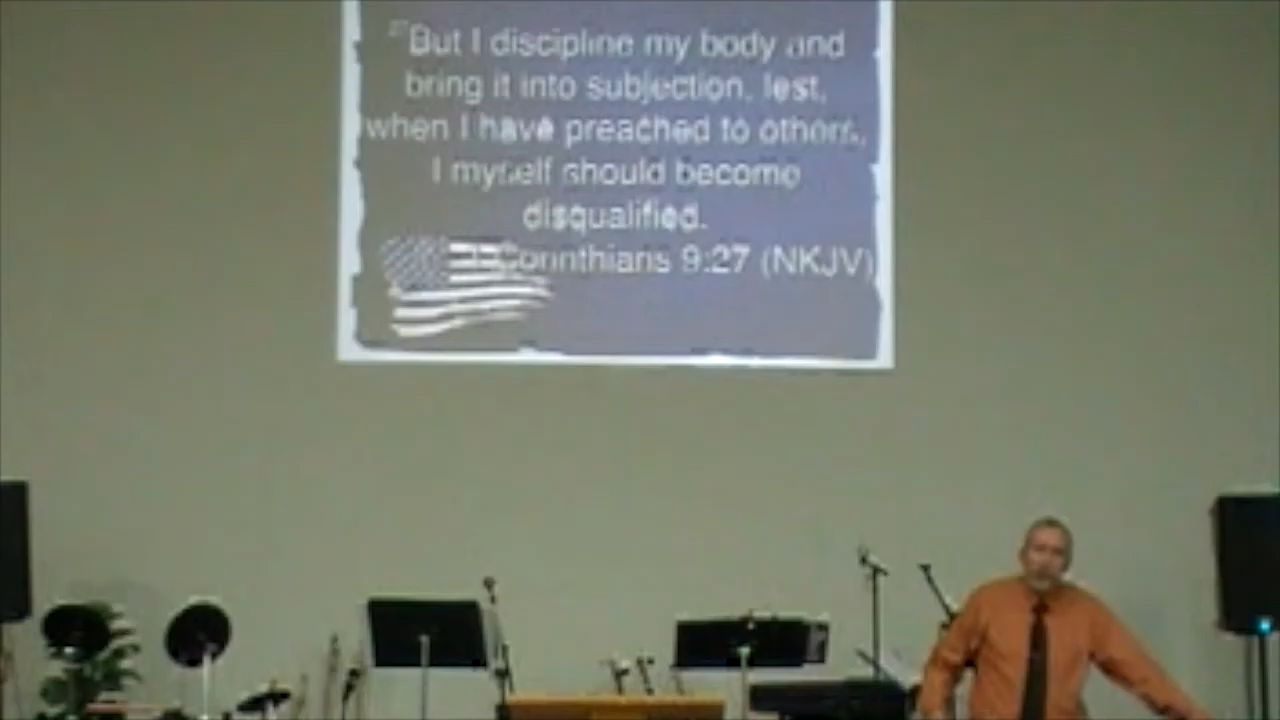 27But I discipline my body and
bring it into subjection, lest,
when I have preached to others,
I myself should become
disqualified.
1 Corinthians 9:27 (NKJV)